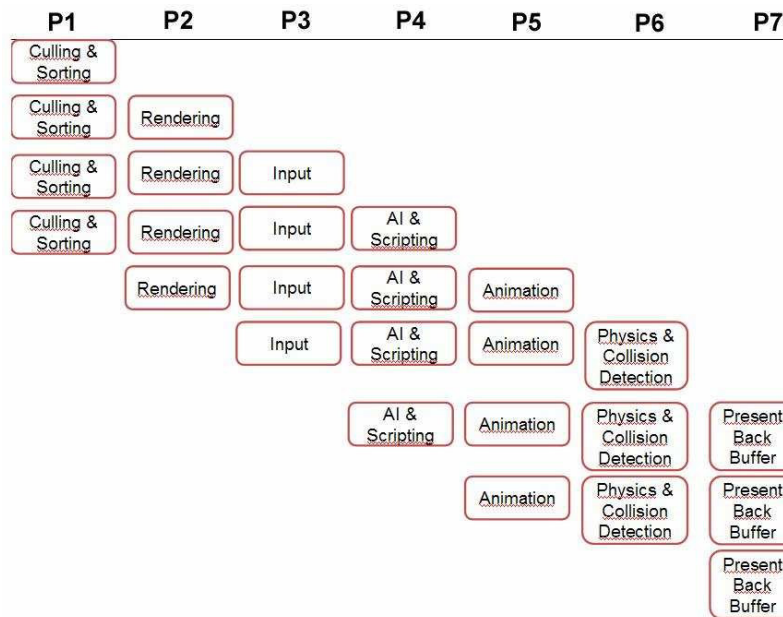 P1 P2 P3 P4 P5 P6 P7
Culling &
Sorting
Culling &
Sorting
Rendering
Culling &
Sorting
Rendering
Input
Culling &
Sorting
Rendering
Input
AI &
Scripting
Rendering
Input
AI &
Scripting
Animation
Input
AI &
Scripting
Animation
Physics &
Collision
Detection
AI &
Scripting
Animation
Physics &
Collision
Detection
Present
Back
Buffer
Animation
Physics &
Collision
Detection
Present
Back
Buffer
Present
Back
Buffer